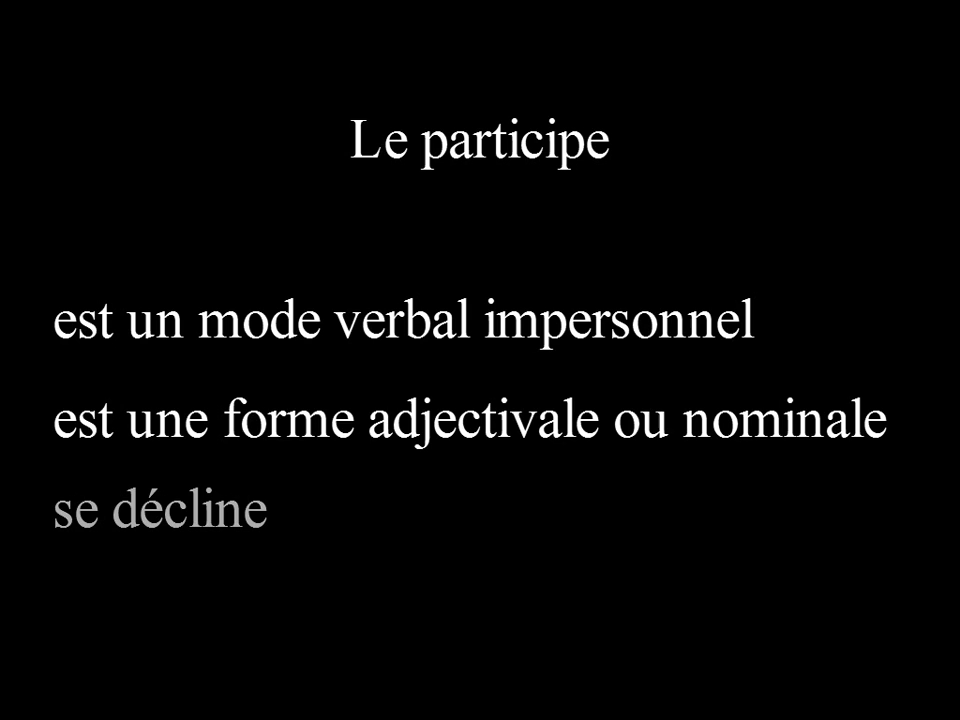 Le participe
est un mode verbal impersonnel
est une forme adjectivale ou nominale
se décline